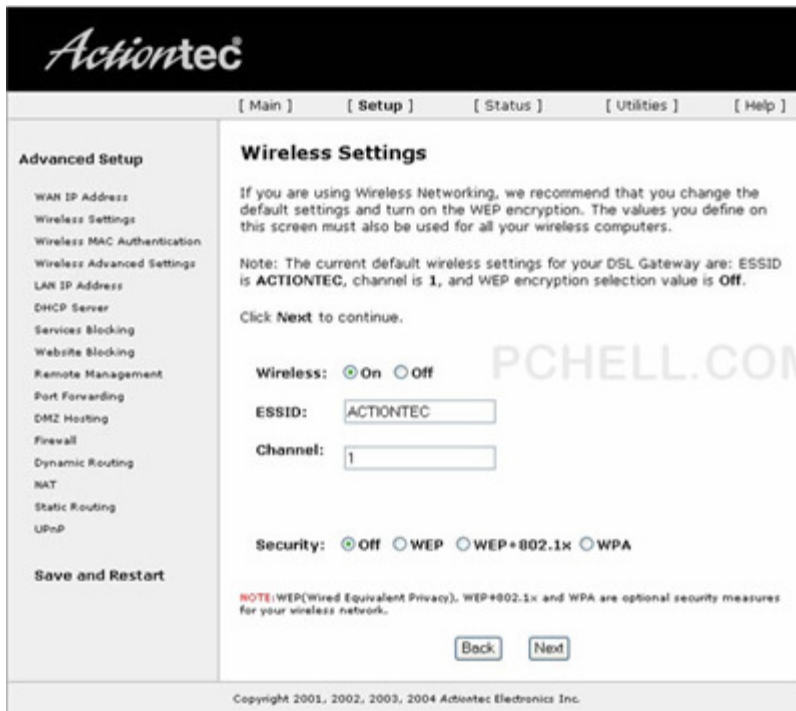 Actiontec
[ Main ] [ Setup ] [ Status ] [ Utilities ] [ Help ]
Advanced Setup
WAN IP Address
Wireless Settings
Wireless MAC Authentication
Wireless Advanced Settings
LAN IP Address
DHCP Server
Services Blocking
Website Blocking
Remote Management
Port Forwarding
DMZ Hosting
Firewall
Dynamic Routing
NAT
Static Routing
UPnP
Save and Restart
Wireless Settings
If you are using Wireless Networking, we recommend that you change the
default settings and turn on the WEP encryption. The values you define on
this screen must also be used for all your wireless computers.
Note: The current default wireless settings for your DSL Gateway are: ESSID
is ACTIONTEC, channel is 1, and WEP encryption selection value is Off.
Click Next to continue.
PCHELL.COM
Wireless: On Off
ESSID: ACTIONTEC
Channel: 1
Security: Off WEP WEP+802.1x WPA
NOTE:WEP(Wired Equivalent Privacy), WEP+802.1x and WPA are optional security measures
for your wireless network.
Back Next
Copyright 2001, 2002, 2003, 2004 Actiontec Electronics Inc.